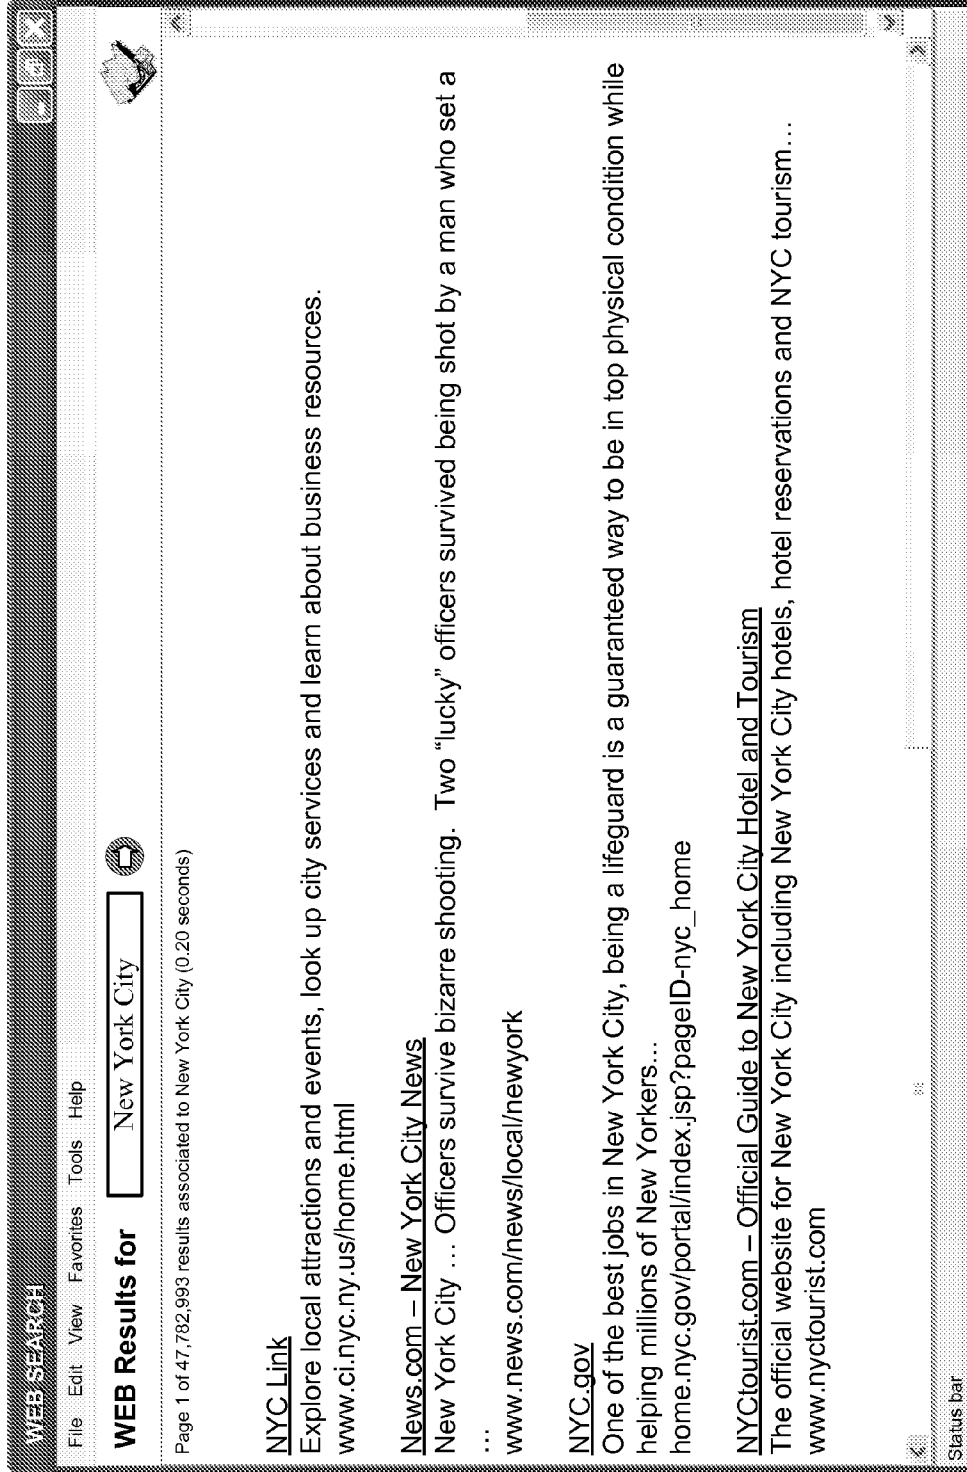 WEB SEARCH
File Edit View Favorites Tools Help
WEB Results for New York City
Page 1 of 47,782,993 results associated to New York City (0.20 seconds)
NYC Link
Explore local attractions and events, look up city services and learn about business resources.
www.ci.nyc.ny.us/home.html
News.com – New York City News
New York City … Officers survive bizarre shooting. Two “lucky” officers survived being shot by a man who set a
…
www.news.com/news/local/newyork
NYC.gov
One of the best jobs in New York City, being a lifeguard is a guaranteed way to be in top physical condition while
helping millions of New Yorkers…
home.nyc.gov/portal/index.jsp?pageID-nyc_home
NYCtourist.com – Official Guide to New York City Hotel and Tourism
The official website for New York City including New York City hotels, hotel reservations and NYC tourism…
www.nyctourist.com
Status bar